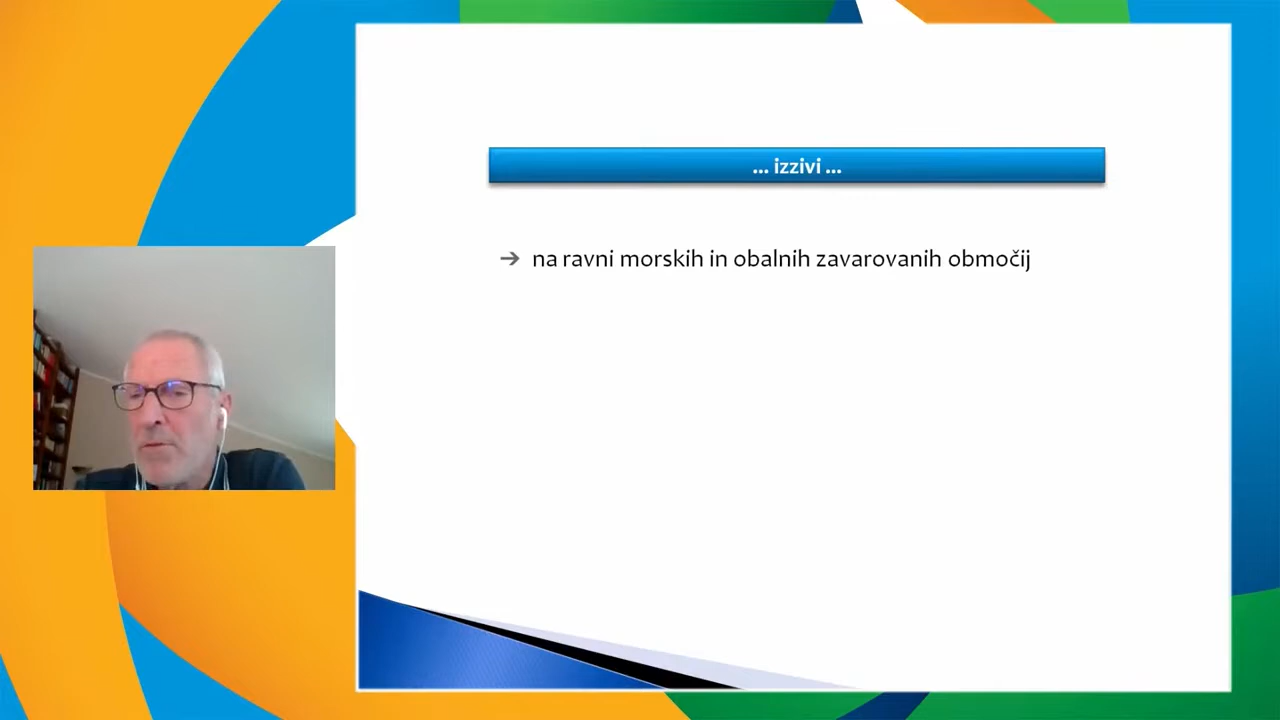 ... izzivi ...
→ na ravni morskih in obalnih zavarovanih območij